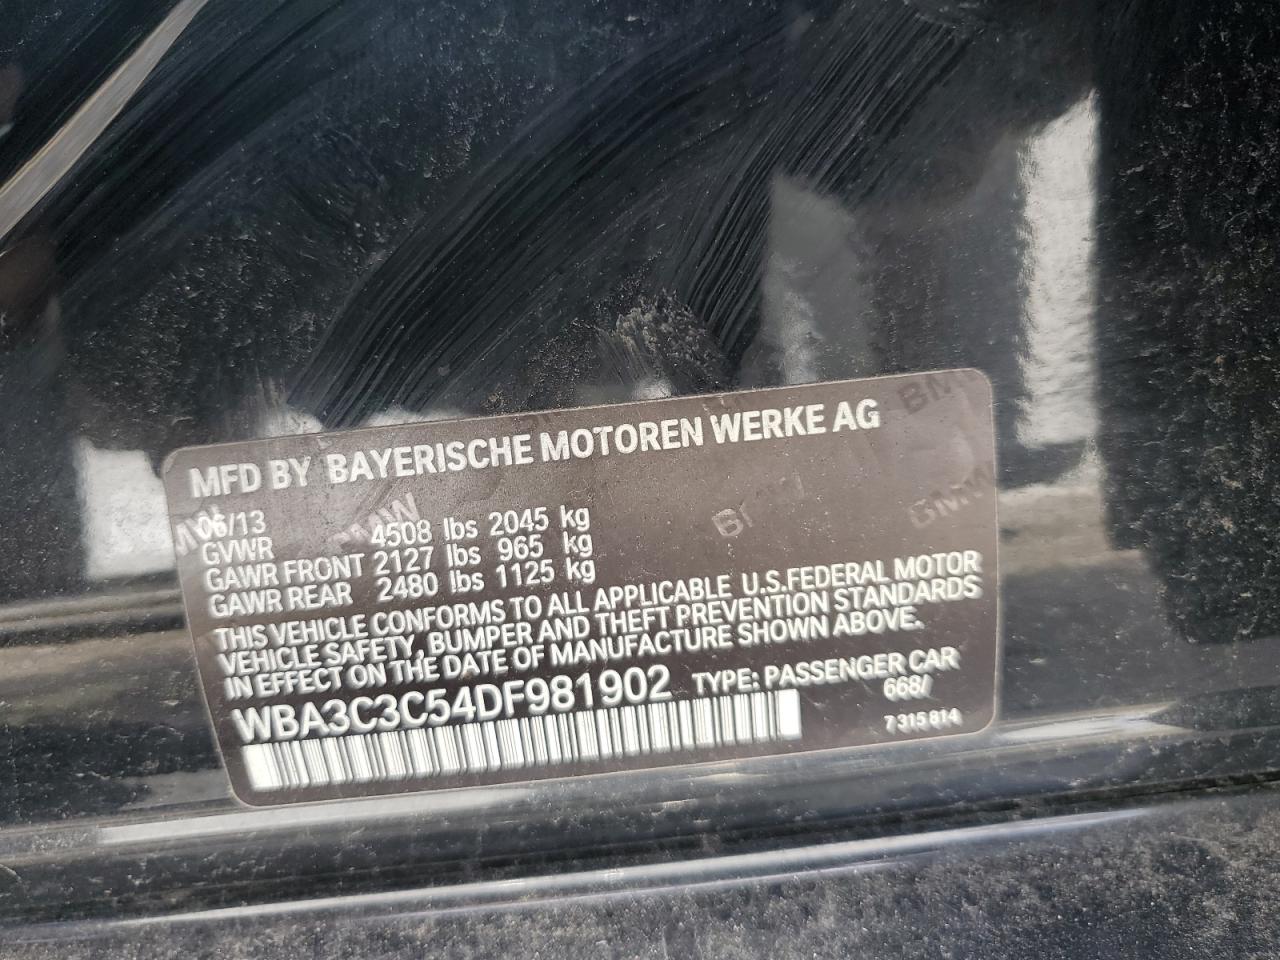 MFD BY BAYERISCHE MOTOREN WERKE AG
06/13
GVWR 4508 lbs 2045 kg
GAWR FRONT 2127 lbs 965 kg
GAWR REAR 2480 lbs 1125 kg
THIS VEHICLE CONFORMS TO ALL APPLICABLE U.S.FEDERAL MOTOR
VEHICLE SAFETY, BUMPER AND THEFT PREVENTION STANDARDS
IN EFFECT ON THE DATE OF MANUFACTURE SHOWN ABOVE.
WBA3C3C54DF981902 TYPE: PASSENGER CAR
668/
7 315 814
BMW
BMW
BMW